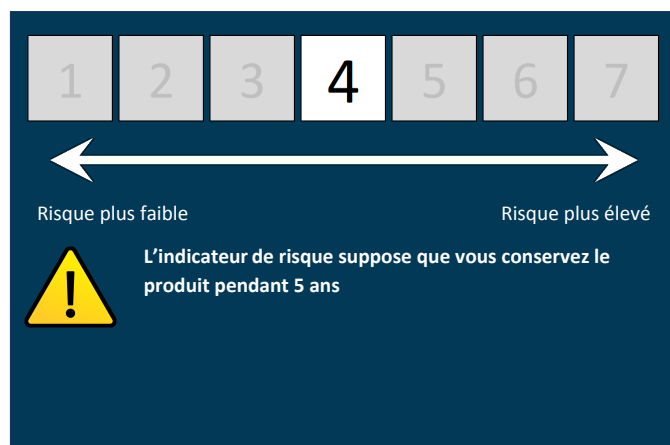 1 2 3 4 5 6 7
Risque plus faible Risque plus élevé
L’indicateur de risque suppose que vous conservez le
produit pendant 5 ans